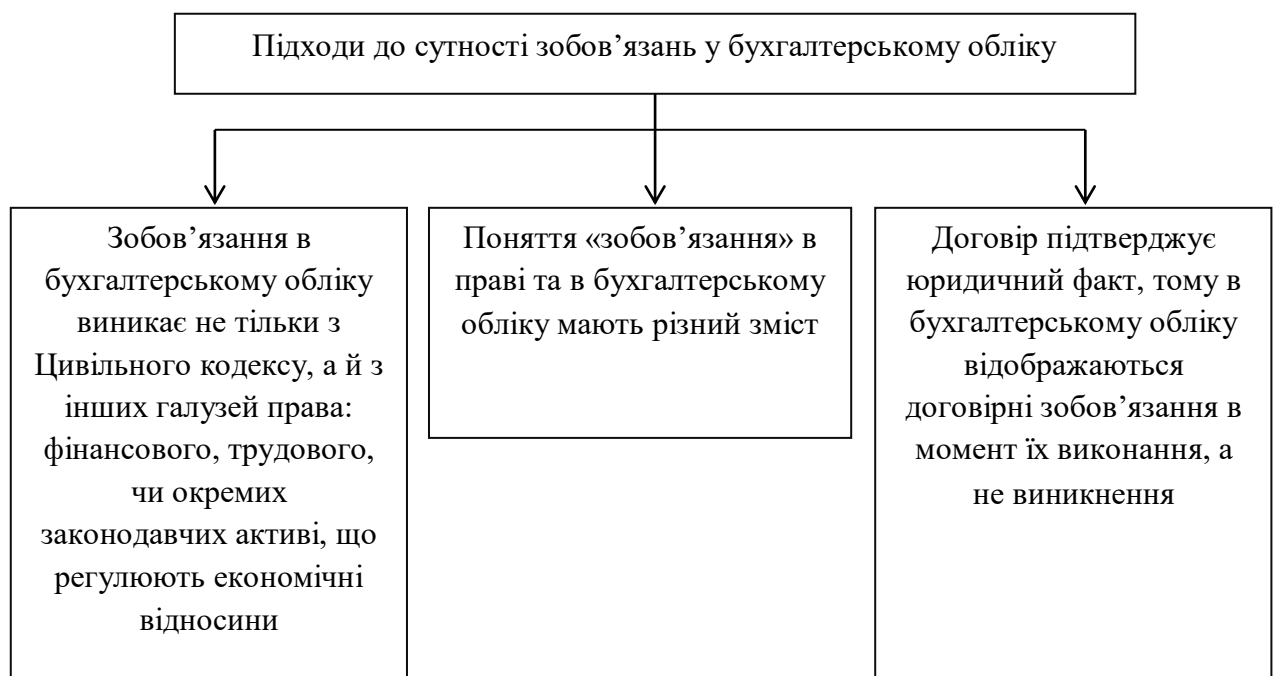 Підходи до сутності зобов’язань у бухгалтерському обліку
Зобов’язання в
бухгалтерському обліку
виникає не тільки з
Цивільного кодексу, а й з
інших галузей права:
фінансового, трудового,
чи окремих
законодавчих активі, що
регулюють економічні
відносини
Поняття «зобов’язання» в
праві та в бухгалтерському
обліку мають різний зміст
Договір підтверджує
юридичний факт, тому в
бухгалтерському обліку
відображаються
договірні зобов’язання в
момент їх виконання, а
не виникнення